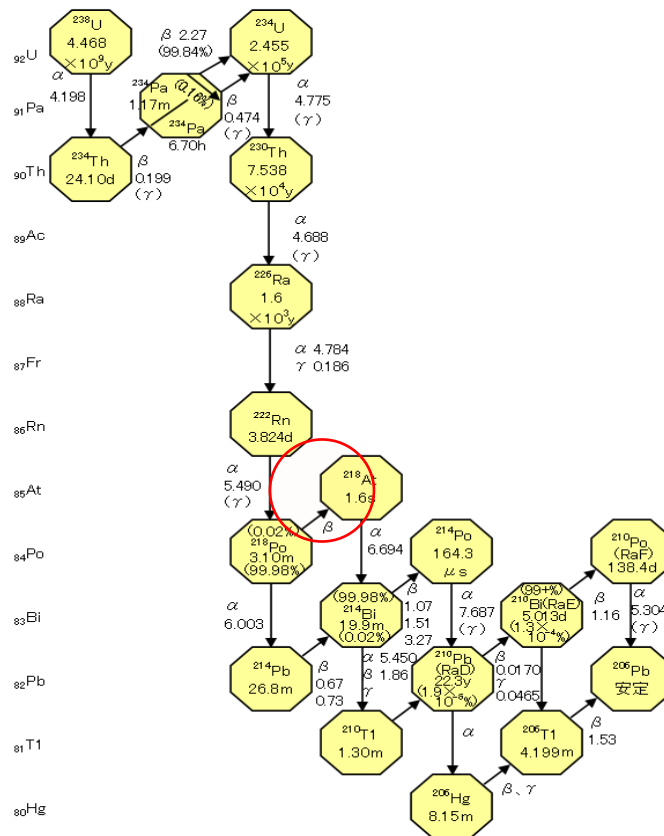 ²³⁸U
4.468
×10⁹y
β 2.27
(99.84%)
²³⁴U
2.455
×10⁵y
₉₂U
α
4.198
²³⁴Pa
1.17m
(0.16%)
²³⁴Pa
6.70h
β
0.474
(γ)
α
4.775
(γ)
₉₁Pa
²³⁴Th
24.10d
β
0.199
(γ)
²³⁰Th
7.538
×10⁴y
₉₀Th
α
4.688
(γ)
₈₉Ac
²²⁶Ra
1.6
×10³y
₈₈Ra
α 4.784
γ 0.186
₈₇Fr
²²²Rn
3.824d
₈₆Rn
α
5.490
(γ)
²¹⁸At
1.6s
₈₅At
(0.02%)
²¹⁸Po
3.10m
(99.98%)
β
α
6.694
²¹⁴Po
164.3
μs
²¹⁰Po
(RaF)
138.4d
₈₄Po
α
6.003
(99.98%)
²¹⁴Bi
19.9m
(0.02%)
β
1.07
1.51
3.27
α
7.687
(γ)
(99+%)
²¹⁰Bi(RaE)
5.013d
(1.3×
10⁻⁴%)
β
1.16
α
5.304
(γ)
₈₃Bi
²¹⁴Pb
26.8m
β
0.67
0.73
α 5.450
β 1.86
γ
²¹⁰Pb
(RaD)
22.3y
(1.9×
10⁻⁶%)
β
0.0170
γ
0.0465
²⁰⁶Pb
安定
₈₂Pb
²¹⁰T1
1.30m
α
²⁰⁶T1
4.199m
β
1.53
₈₁T1
²⁰⁶Hg
8.15m
β、γ
₈₀Hg